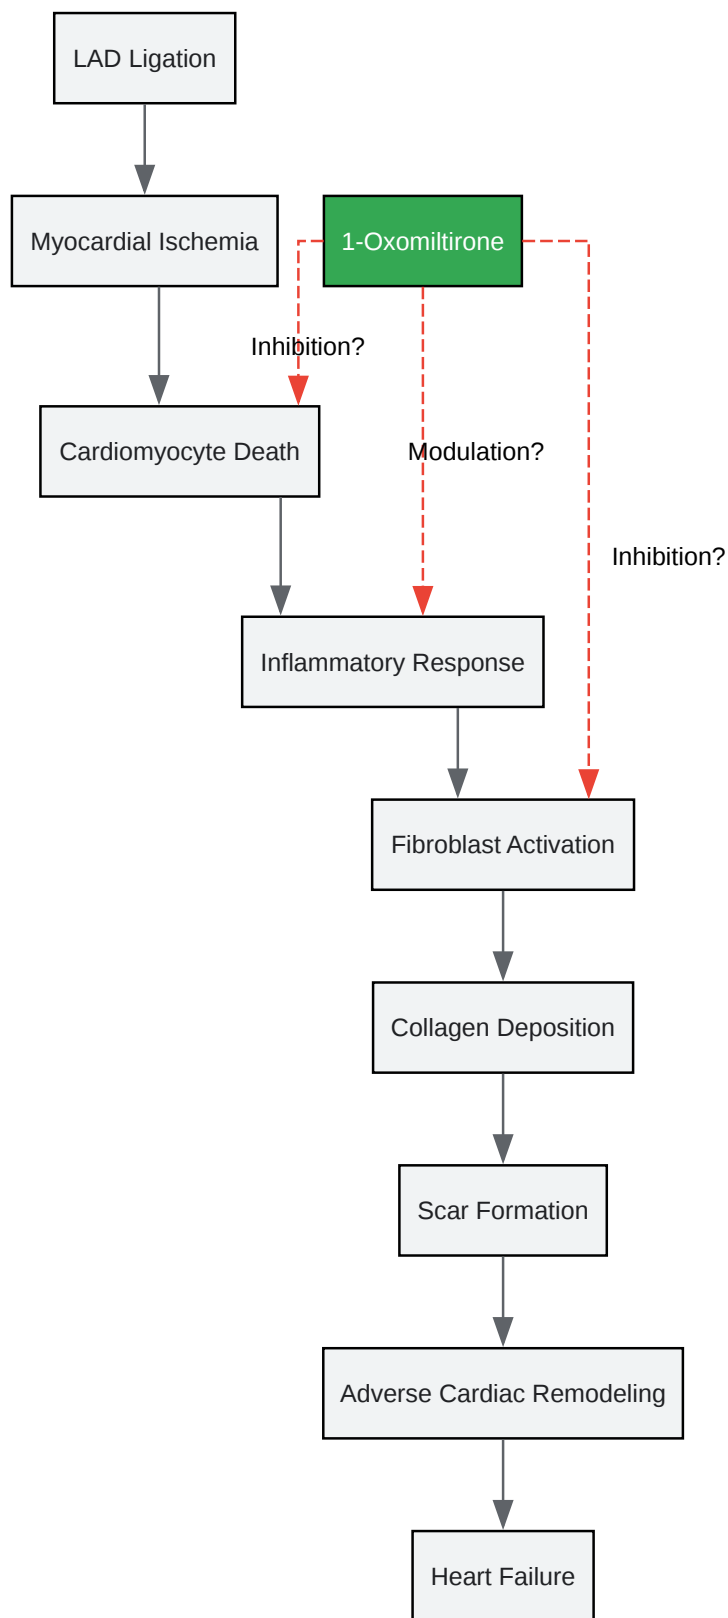 LAD Ligation
Myocardial Ischemia
1-Oxomiltirone
Inhibition?
Cardiomyocyte Death
Modulation?
Inhibition?
Inflammatory Response
Fibroblast Activation
Collagen Deposition
Scar Formation
Adverse Cardiac Remodeling
Heart Failure